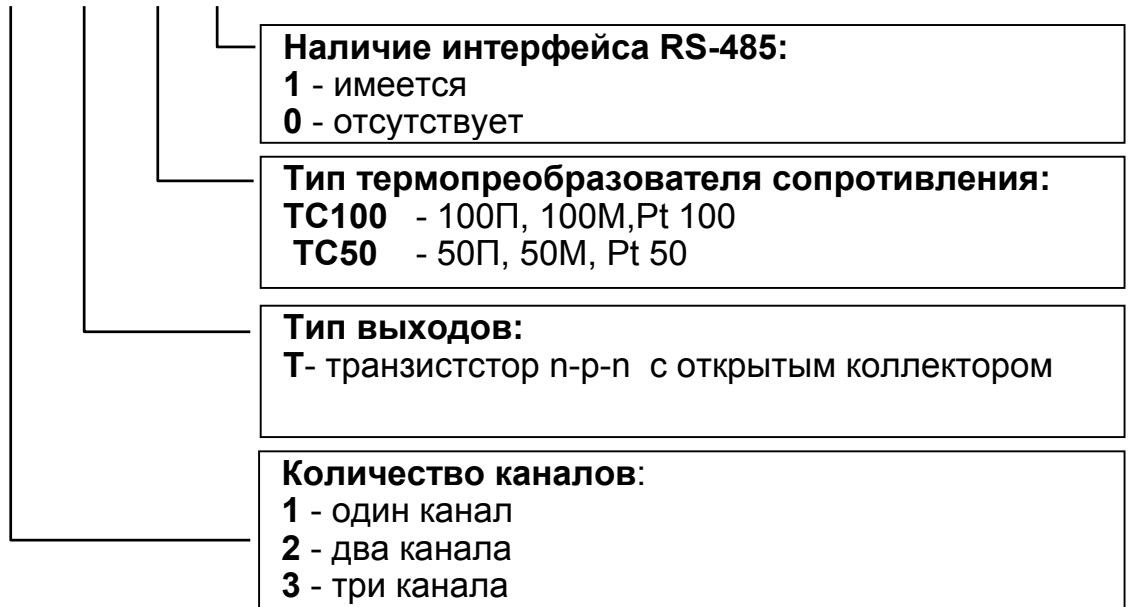 Наличие интерфейса RS-485:
1 - имеется
0 - отсутствует
Тип термопреобразователя сопротивления:
ТС100 - 100П, 100М,Pt 100
ТС50 - 50П, 50М, Pt 50
Тип выходов:
Т- транзистстор n-p-n с открытым коллектором
Количество каналов:
1 - один канал
2 - два канала
3 - три канала